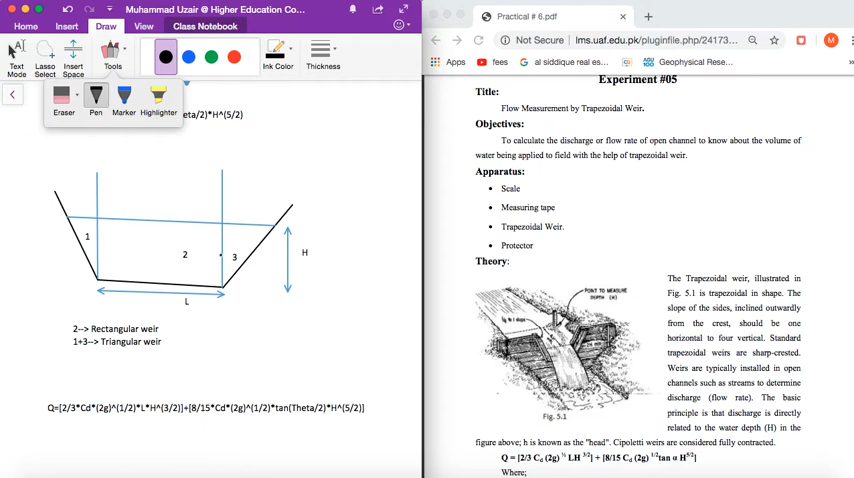 Muhammad Uzair @ Higher Education Co...
Home Insert Draw View Class Notebook
Text Mode
Lasso Select
Insert Space
Tools
Ink Color
Thickness
Eraser
Pen
Marker
Highlighter
eta/2)*H^(5/2)
1
2
3
H
L
2--> Rectangular weir
1+3--> Triangular weir
Q=[2/3*Cd*(2g)^(1/2)*L*H^(3/2)]+[8/15*Cd*(2g)^(1/2)*tan(Theta/2)*H^(5/2)]
Practical # 6.pdf
Not Secure | lms.uaf.edu.pk/pluginfile.php/24173...
M
Apps fees al siddique real es... Geopathology Res...
Experiment #05
Title:
Flow Measurement by Trapezoidal Weir.
Objectives:
To calculate the discharge or flow rate of open channel to know about the volume of
water being applied to field with the help of trapezoidal weir.
Apparatus:
• Scale
• Measuring tape
• Trapezoidal Weir.
• Protector
Theory:
POINT TO MEASURE
DEPTH (H)
Fig. 5.1
The Trapezoidal weir, illustrated in
Fig. 5.1 is trapezoidal in shape. The
slope of the sides, inclined outwardly
from the crest, should be one
horizontal to four vertical. Standard
trapezoidal weirs are sharp-crested.
Weirs are typically installed in open
channels such as streams to determine
discharge (flow rate). The basic
principle is that discharge is directly
related to the water depth (H) in the
figure above; h is known as the "head". Cipoletti weirs are considered fully contracted.
Q = [2/3 Cd (2g) ½ LH 3/2] + [8/15 Cd (2g) 1/2tan α H5/2]
Where;